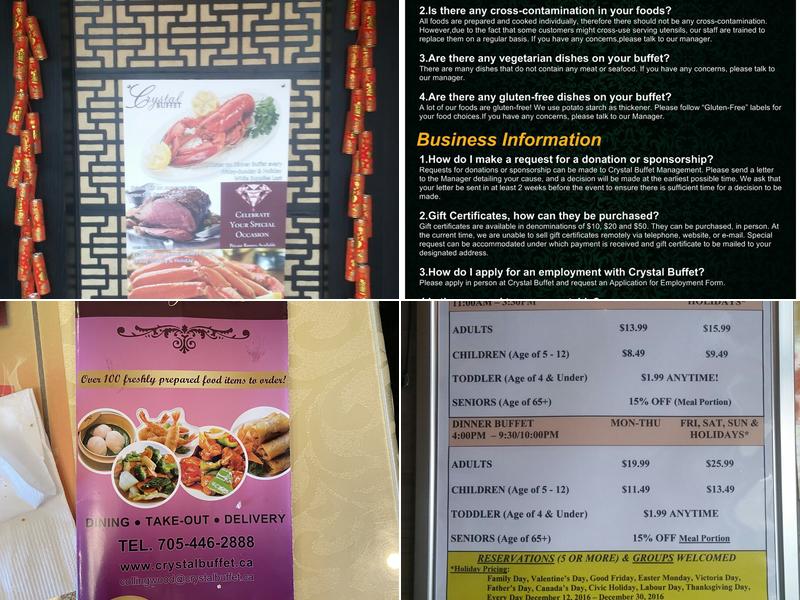 Crystal
BUFFET
CELEBRATE
YOUR SPECIAL
OCCASION
Private Rooms Available
2.Is there any cross-contamination in your foods?
All foods are prepared and cooked individually, therefore there should not be any cross-contamination.
However,due to the fact that some customers might cross-use serving utensils, our staff are trained to
replace them on a regular basis. If you have any concerns,please talk to our manager.
3.Are there any vegetarian dishes on your buffet?
There are many dishes that do not contain any meat or seafood. If you have any concerns, please talk to
our manager.
4.Are there any gluten-free dishes on your buffet?
A lot of our foods are gluten-free! We use potato starch as thickener. Please follow “Gluten-Free” labels for
your food choices.If you have any concerns, please talk to our Manager.
Business Information
1.How do I make a request for a donation or sponsorship?
Requests for donations or sponsorship can be made to Crystal Buffet Management. Please send a letter
to the Manager detailing your cause, and a decision will be made at the earliest possible time. We ask that
your letter be sent in at least 2 weeks before the event to ensure there is sufficient time for a decision to be
made.
2.Gift Certificates, how can they be purchased?
Gift certificates are available in denominations of $10, $20 and $50. They can be purchased, in person. At
the current time, we are unable to sell gift certificates remotely via telephone, website, or e-mail. Special
request can be accommodated under which payment is received and gift certificate to be mailed to your
designated address.
3.How do I apply for an employment with Crystal Buffet?
Please apply in person at Crystal Buffet and request an Application for Employment Form.
Over 100 freshly prepared food items to order!
DINING • TAKE-OUT • DELIVERY
TEL. 705-446-2888
www.crystalbuffet.ca
collingwood@crystalbuffet.ca
11:00AM – 3:30PM HOLIDAYS*
ADULTS $13.99 $15.99
CHILDREN (Age of 5 - 12) $8.49 $9.49
TODDLER (Age of 4 & Under) $1.99 ANYTIME!
SENIORS (Age of 65+) 15% OFF (Meal Portion)
DINNER BUFFET MON-THU FRI, SAT, SUN &
4:00PM – 9:30/10:00PM HOLIDAYS*
ADULTS $19.99 $25.99
CHILDREN (Age of 5 - 12) $11.49 $13.49
TODDLER (Age of 4 & Under) $1.99 ANYTIME
SENIORS (Age of 65+) 15% OFF Meal Portion
RESERVATIONS (5 OR MORE) & GROUPS WELCOMED
*Holiday Pricing:
Family Day, Valentine’s Day, Good Friday, Easter Monday, Victoria Day,
Father’s Day, Canada’s Day, Civic Holiday, Labour Day, Thanksgiving Day,
Every Day December 12, 2016 – December 30, 2016